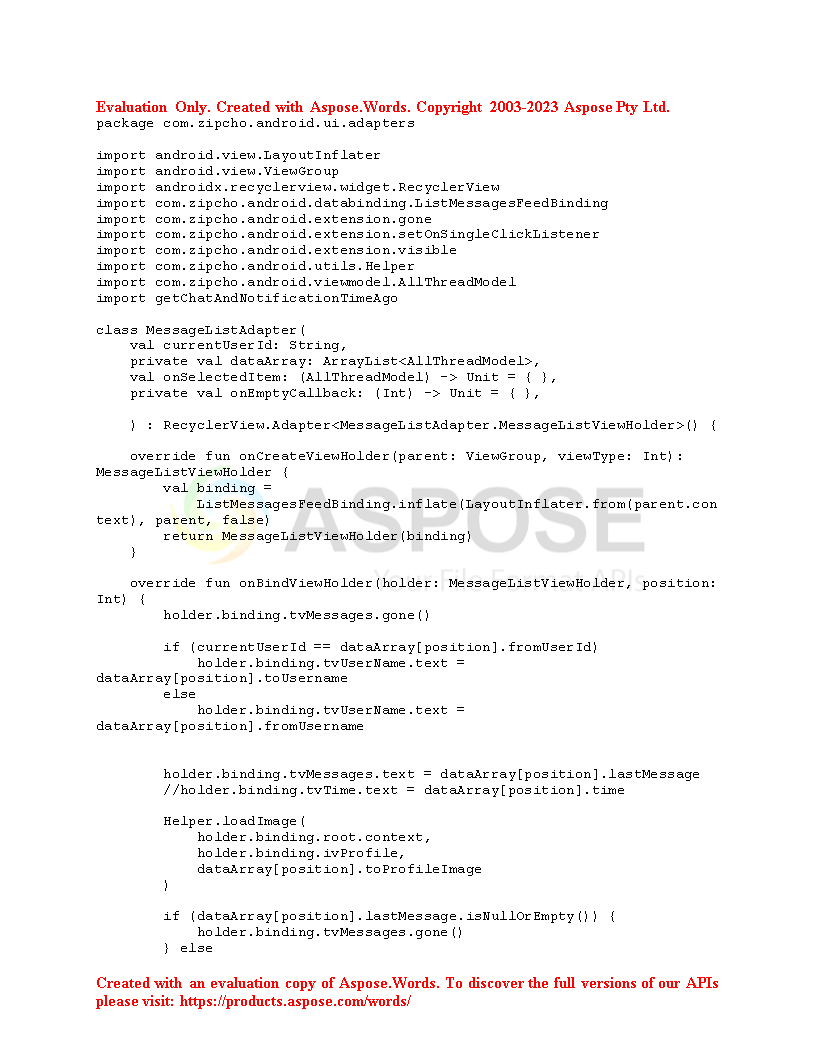 Evaluation Only. Created with Aspose.Words. Copyright 2003-2023 Aspose Pty Ltd.
package com.zipcho.android.ui.adapters

import android.view.LayoutInflater
import android.view.ViewGroup
import androidx.recyclerview.widget.RecyclerView
import com.zipcho.android.databinding.ListMessagesFeedBinding
import com.zipcho.android.extension.gone
import com.zipcho.android.extension.setOnSingleClickListener
import com.zipcho.android.extension.visible
import com.zipcho.android.utils.Helper
import com.zipcho.android.viewmodel.AllThreadModel
import getChatAndNotificationTimeAgo

class MessageListAdapter(
    val currentUserId: String,
    private val dataArray: ArrayList<AllThreadModel>,
    val onSelectedItem: (AllThreadModel) -> Unit = { },
    private val onEmptyCallback: (Int) -> Unit = { },

    ) : RecyclerView.Adapter<MessageListAdapter.MessageListViewHolder>() {

    override fun onCreateViewHolder(parent: ViewGroup, viewType: Int):
MessageListViewHolder {
        val binding =
            ListMessagesFeedBinding.inflate(LayoutInflater.from(parent.con
text), parent, false)
        return MessageListViewHolder(binding)
    }
ASPOSE
Your File Format APIs

    override fun onBindViewHolder(holder: MessageListViewHolder, position:
Int) {
        holder.binding.tvMessages.gone()

        if (currentUserId == dataArray[position].fromUserId)
            holder.binding.tvUserName.text =
dataArray[position].toUsername
        else
            holder.binding.tvUserName.text =
dataArray[position].fromUsername


        holder.binding.tvMessages.text = dataArray[position].lastMessage
        //holder.binding.tvTime.text = dataArray[position].time

        Helper.loadImage(
            holder.binding.root.context,
            holder.binding.ivProfile,
            dataArray[position].toProfileImage
        )

        if (dataArray[position].lastMessage.isNullOrEmpty()) {
            holder.binding.tvMessages.gone()
        } else

Created with an evaluation copy of Aspose.Words. To discover the full versions of our APIs
please visit: https://products.aspose.com/words/